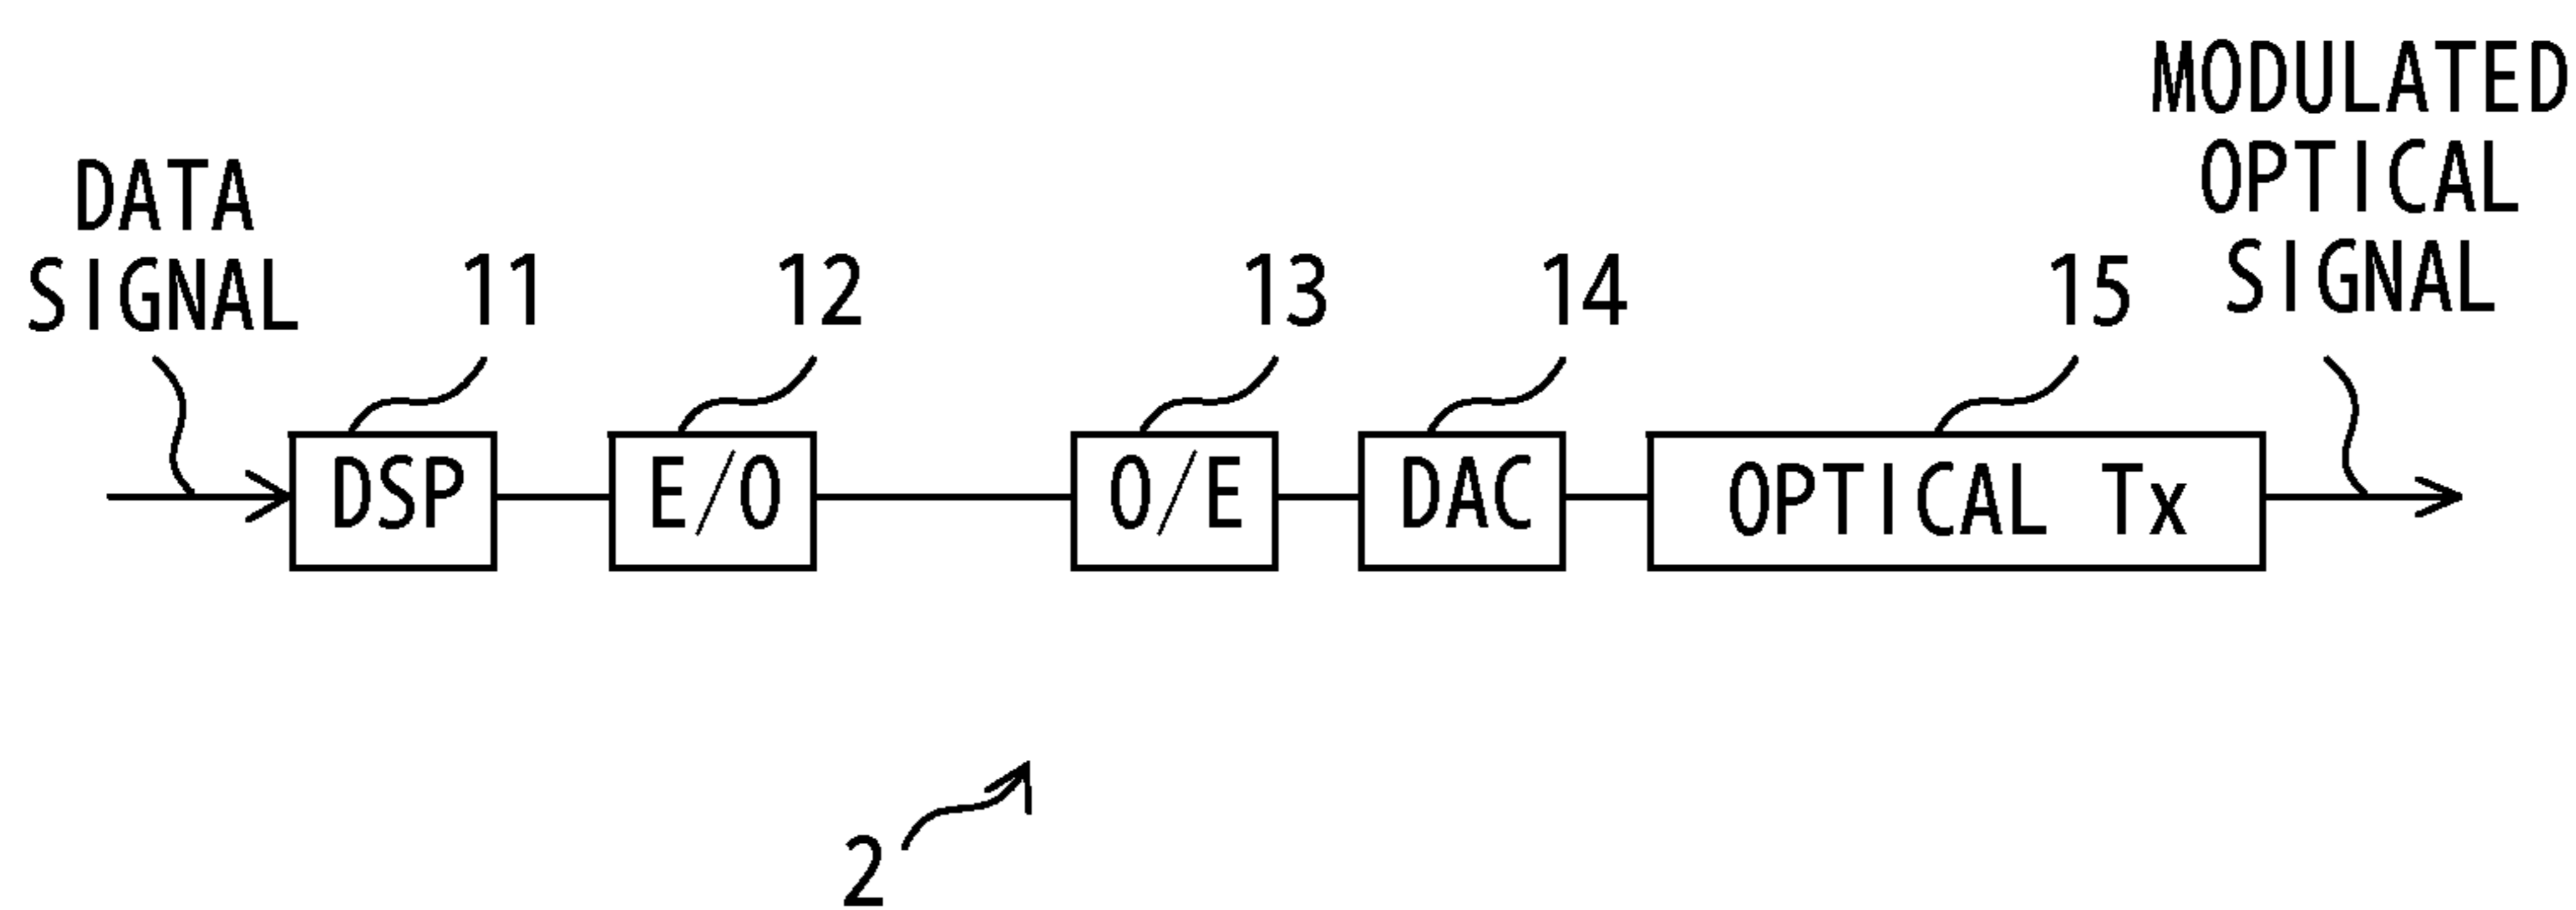 DATA
SIGNAL
11
12
13
14
15
MODULATED
OPTICAL
SIGNAL
DSP
E/O
O/E
DAC
OPTICAL Tx
2